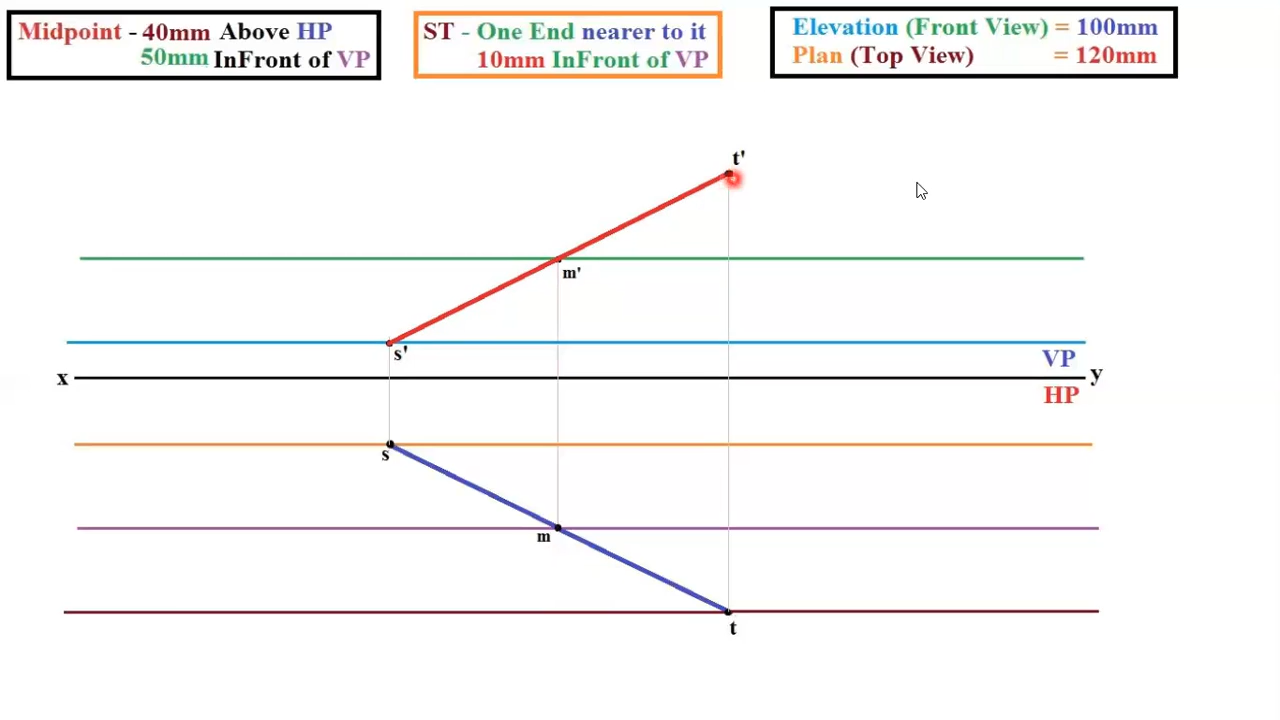 Midpoint - 40mm Above HP
50mm InFront of VP
ST - One End nearer to it
10mm InFront of VP
Elevation (Front View) = 100mm
Plan (Top View) = 120mm
t'
m'
s'
VP
x
y
HP
s
m
t